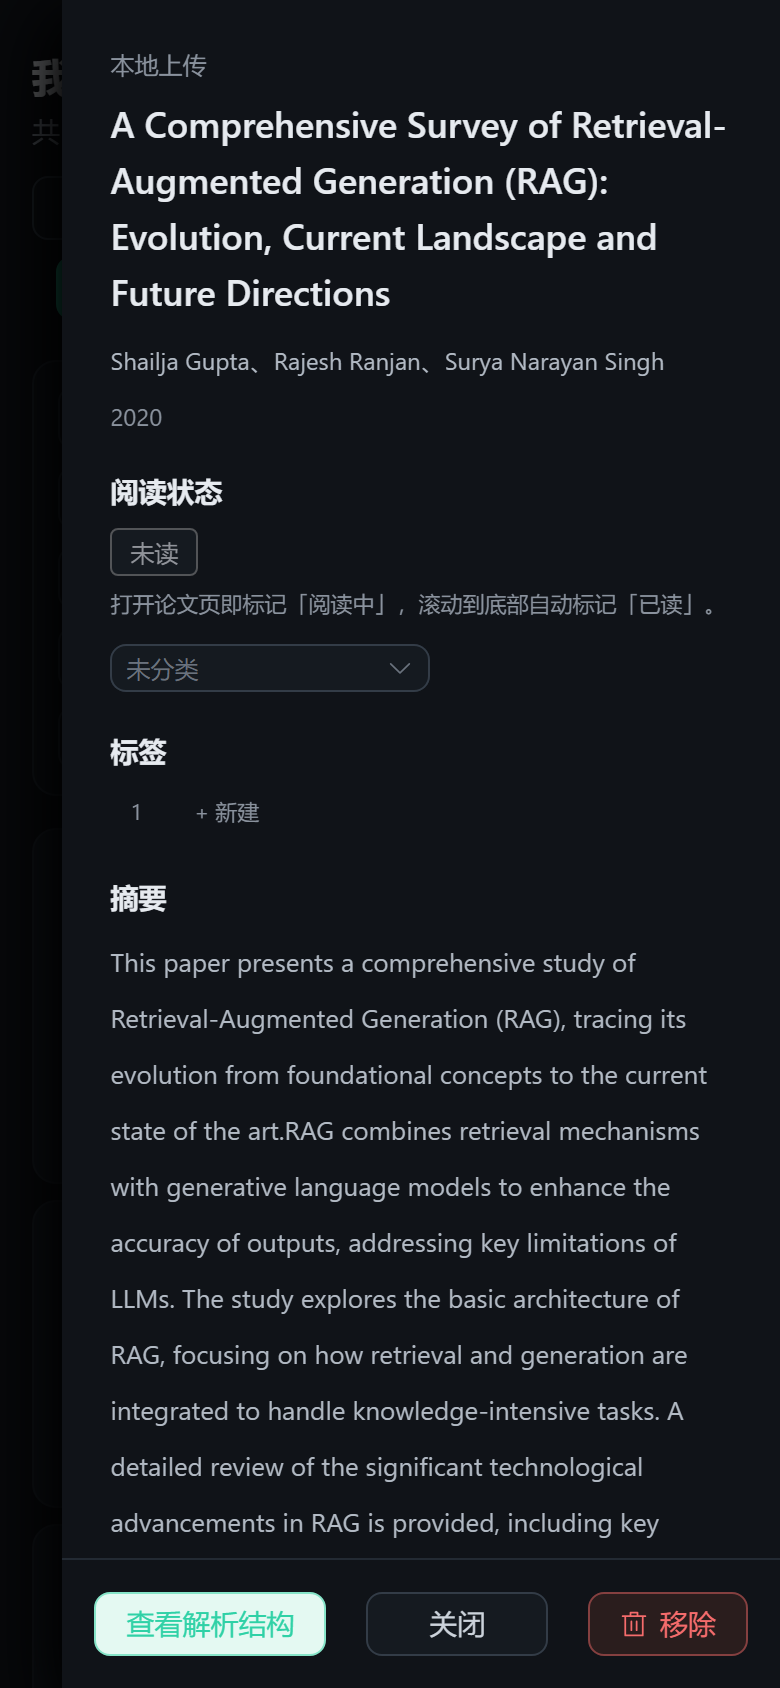 本地上传
我
共
A Comprehensive Survey of Retrieval-
Augmented Generation (RAG):
Evolution, Current Landscape and
Future Directions
Shailja Gupta、Rajesh Ranjan、Surya Narayan Singh
2020
阅读状态
未读
打开论文页即标记「阅读中」，滚动到底部自动标记「已读」。
未分类
标签
1 + 新建
摘要
This paper presents a comprehensive study of
Retrieval-Augmented Generation (RAG), tracing its
evolution from foundational concepts to the current
state of the art.RAG combines retrieval mechanisms
with generative language models to enhance the
accuracy of outputs, addressing key limitations of
LLMs. The study explores the basic architecture of
RAG, focusing on how retrieval and generation are
integrated to handle knowledge-intensive tasks. A
detailed review of the significant technological
advancements in RAG is provided, including key
查看解析结构 关闭 移除